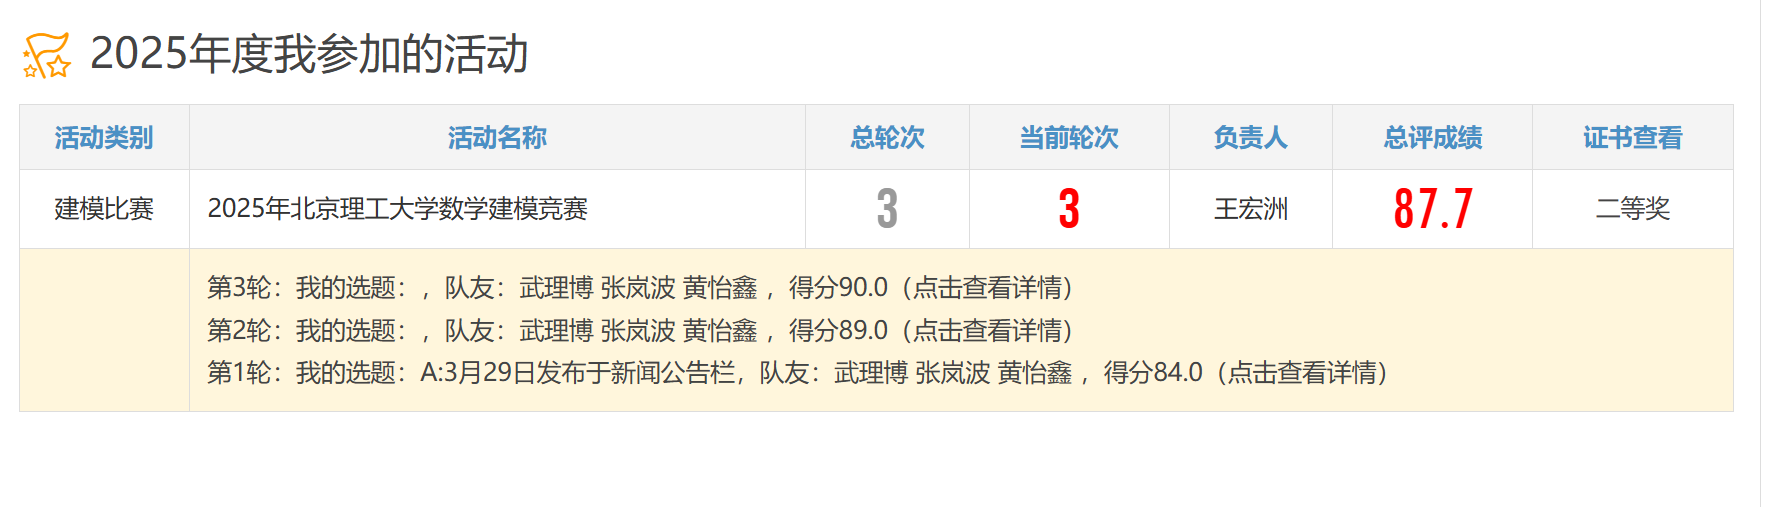 2025年度我参加的活动
活动类别 活动名称 总轮次 当前轮次 负责人 总评成绩 证书查看
建模比赛 2025年北京理工大学数学建模竞赛 3 3 王宏洲 87.7 二等奖
第3轮：我的选题：，队友：武理博 张岚波 黄怡鑫 ，得分90.0（点击查看详情）
第2轮：我的选题：，队友：武理博 张岚波 黄怡鑫 ，得分89.0（点击查看详情）
第1轮：我的选题：A:3月29日发布于新闻公告栏，队友：武理博 张岚波 黄怡鑫 ，得分84.0（点击查看详情）